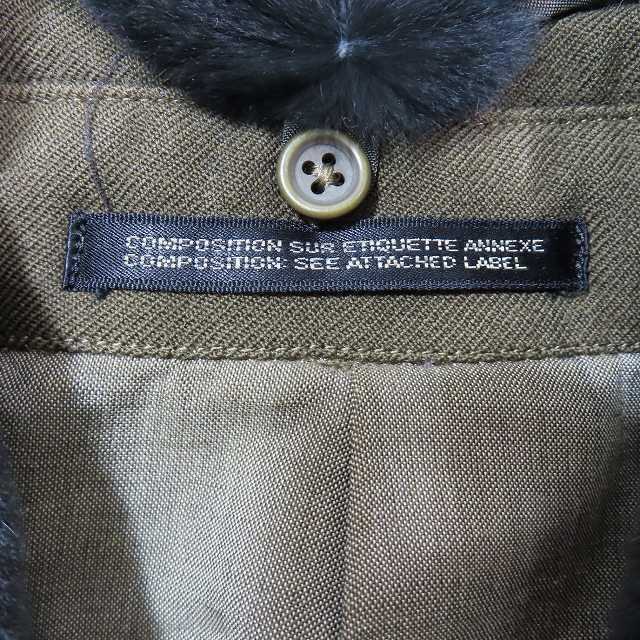 COMPOSITION SUR ETIQUETTE ANNEXE
COMPOSITION: SEE ATTACHED LABEL